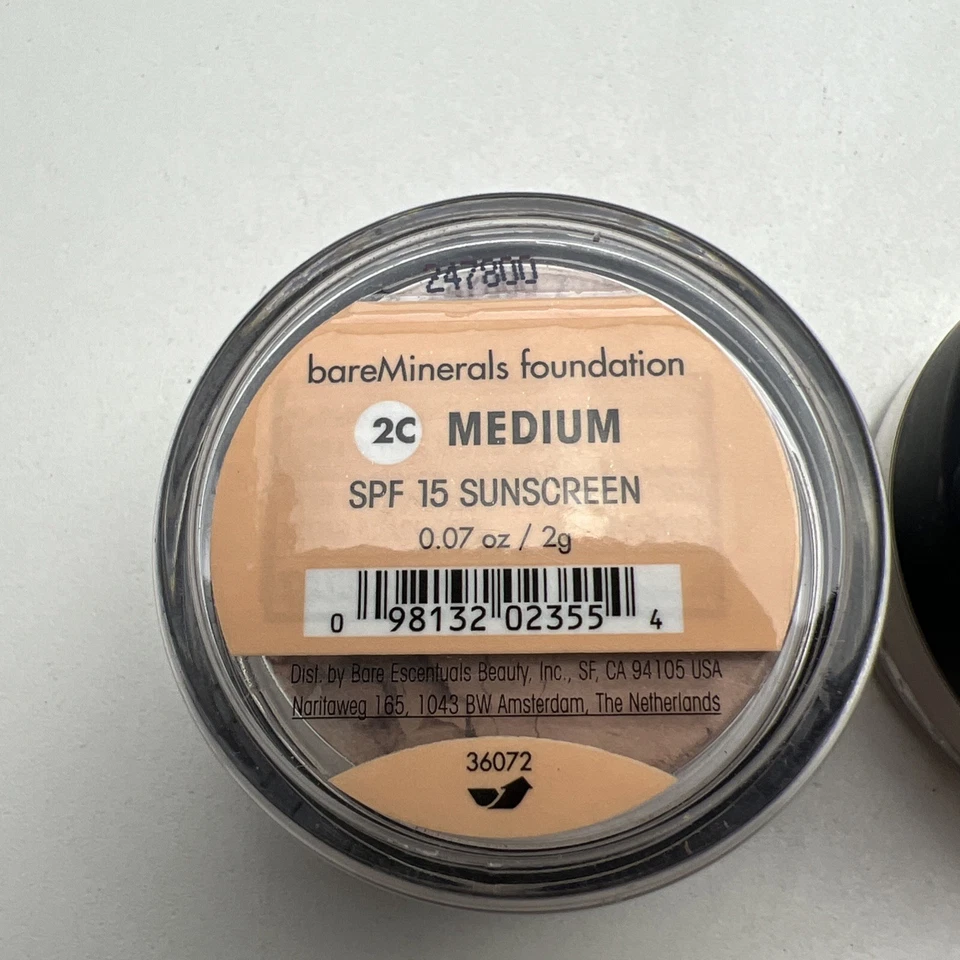 247800
bareMinerals foundation
2C MEDIUM
SPF 15 SUNSCREEN
0.07 oz / 2g
0 98132 02355 4
Dist. by Bare Escentuals Beauty, Inc., SF, CA 94105 USA
Naritaweg 165, 1043 BW Amsterdam, The Netherlands
36072